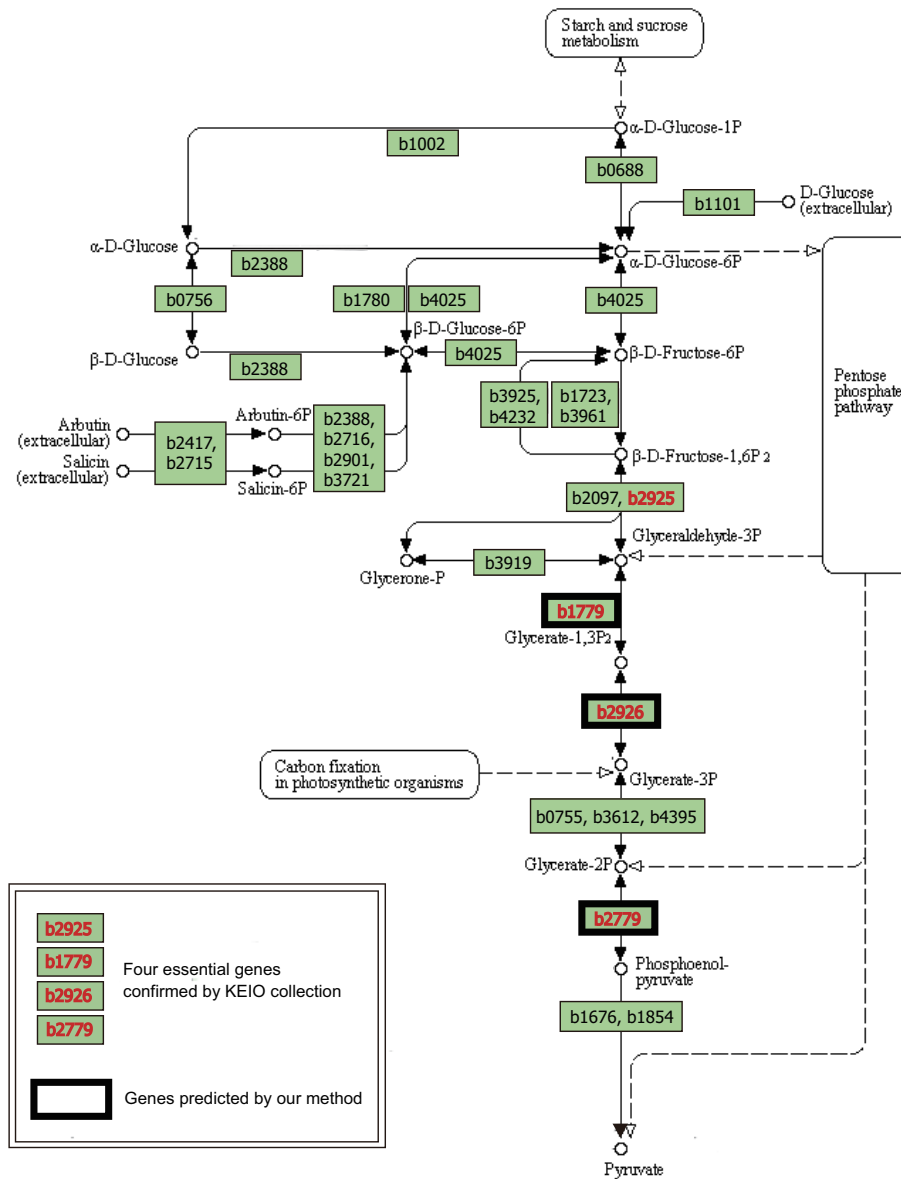 Starch and sucrose
metabolism
α-D-Glucose-1P
b1002
b0688
b1101
D-Glucose
(extracellular)
α-D-Glucose
b2388
α-D-Glucose-6P
b0756
b1780
b4025
b4025
β-D-Glucose-6P
β-D-Glucose
b2388
b4025
β-D-Fructose-6P
Pentose
phosphate
pathway
b3925,
b4232
b1723,
b3961
Arbutin
(extracellular)
Salicin
(extracellular)
b2417,
b2715
Arbutin-6P
Salicin-6P
b2388,
b2716,
b2901,
b3721
β-D-Fructose-1,6P2
b2097, b2925
Glyceraldehyde-3P
b3919
Glycerone-P
b1779
Glycerate-1,3P2
b2926
Carbon fixation
in photosynthetic organisms
Glycerate-3P
b0755, b3612, b4395
Glycerate-2P
b2779
Phosphoenol-
pyruvate
b1676, b1854
Pyruvate
b2925
b1779
b2926
b2779
Four essential genes
confirmed by KEIO collection
Genes predicted by our method